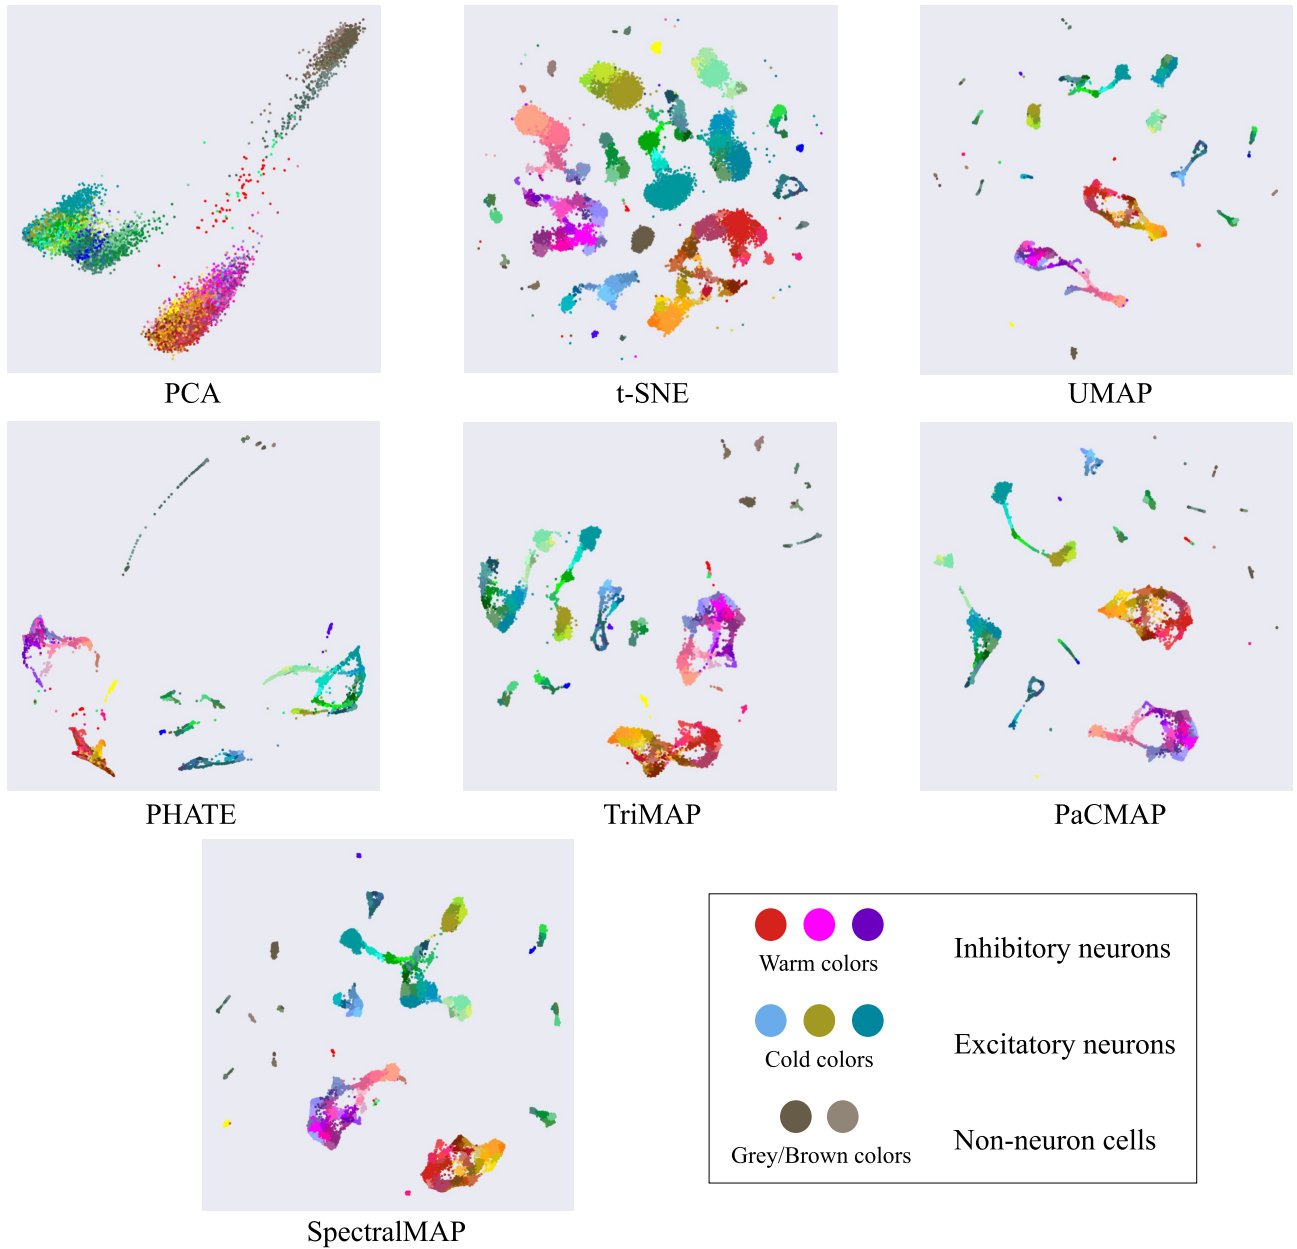 PCA
t-SNE
UMAP
PHATE
TriMAP
PaCMAP
SpectralMAP
Warm colors
Inhibitory neurons
Cold colors
Excitatory neurons
Grey/Brown colors
Non-neuron cells